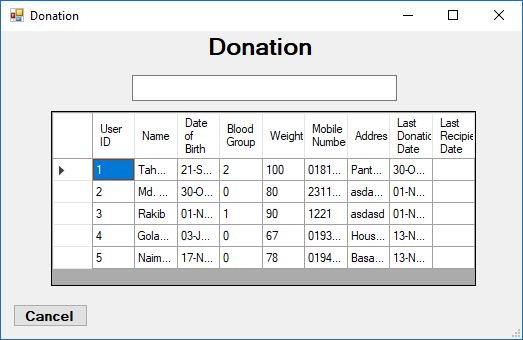 Donation
Donation
User ID Name Date of Birth Blood Group Weight Mobile Numbe Addres Last Donatio Date Last Recipie Date
1 Tah... 21-S... 2 100 0181... Pant... 30-O...
2 Md. ... 30-O... 0 80 2311... asda... 01-N...
3 Rakib 01-N... 1 90 1221 asdasd 01-N...
4 Gola... 03-J... 0 67 0193... Hous... 13-N...
5 Naim... 17-N... 0 78 0194... Basa... 13-N...
Cancel